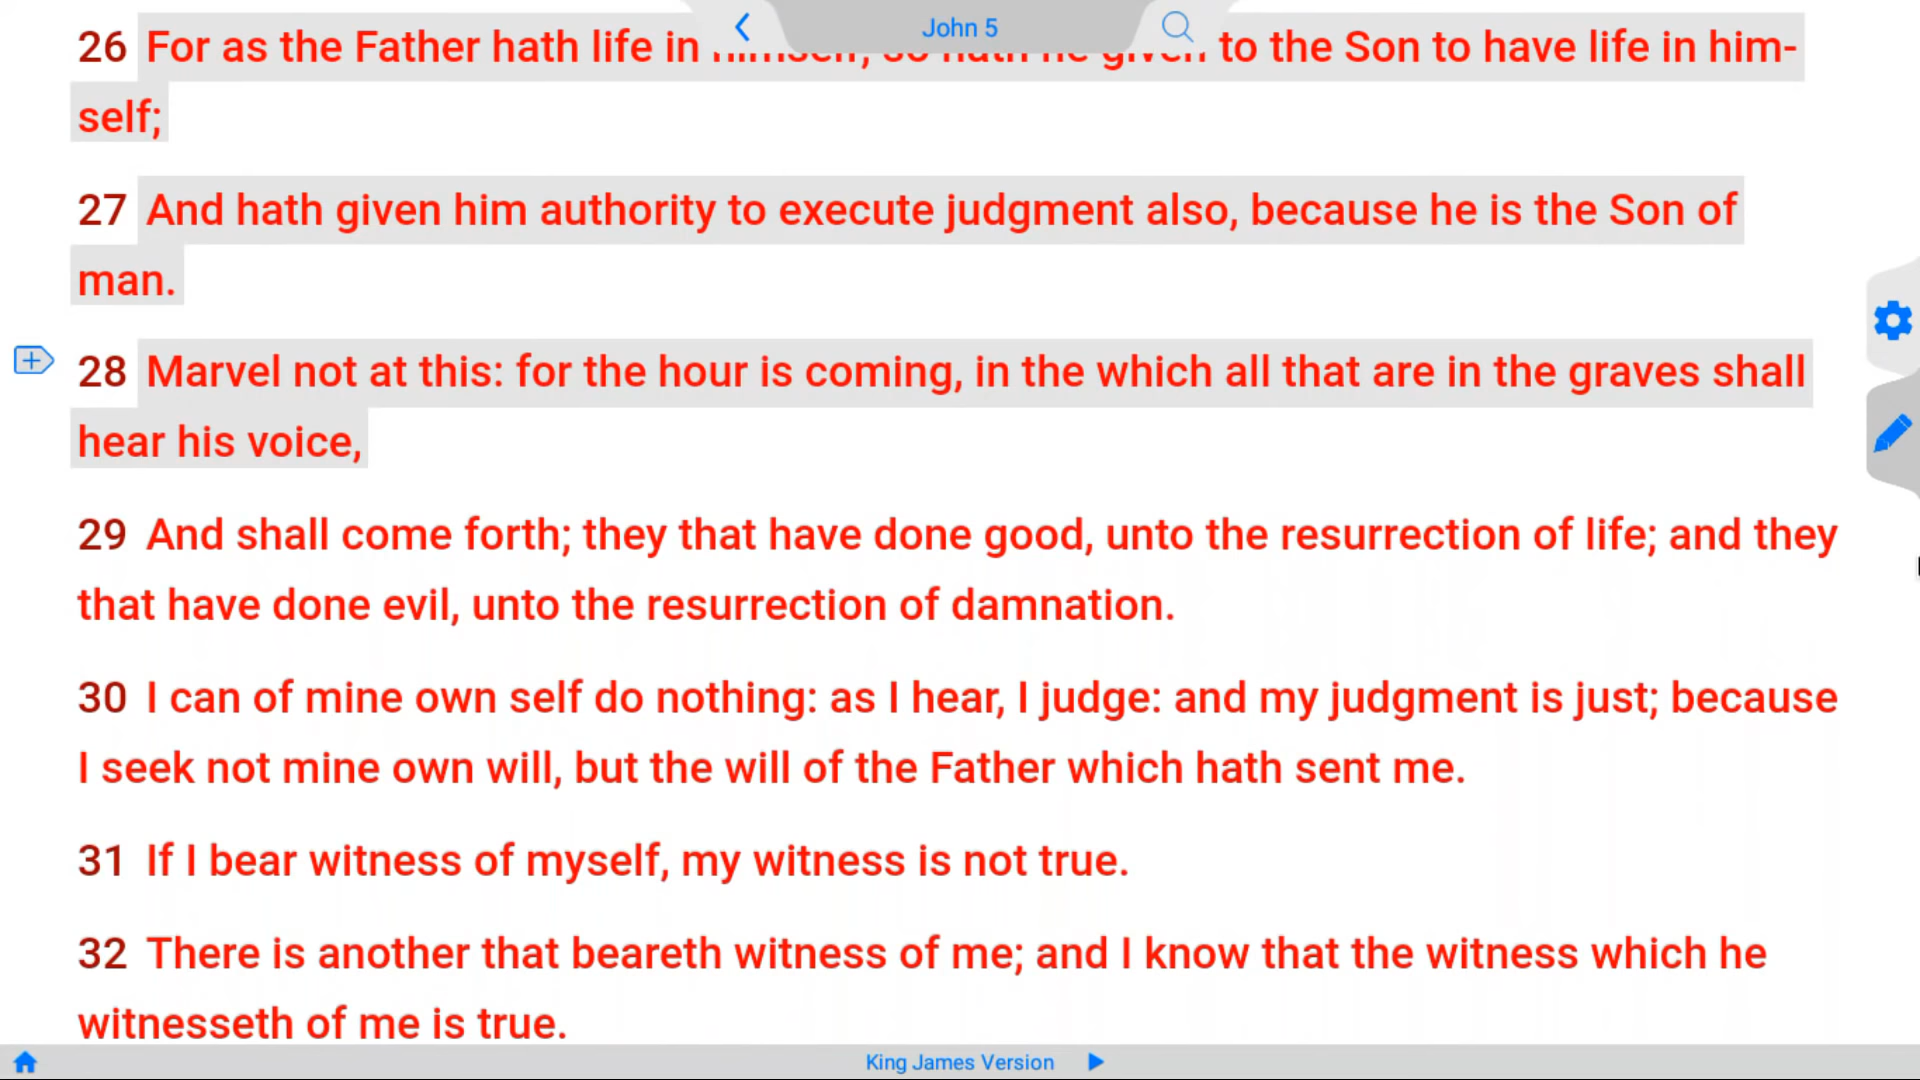 John 5
26 For as the Father hath life in himself, so hath he given to the Son to have life in him-
self;
27 And hath given him authority to execute judgment also, because he is the Son of
man.
28 Marvel not at this: for the hour is coming, in the which all that are in the graves shall
hear his voice,
29 And shall come forth; they that have done good, unto the resurrection of life; and they
that have done evil, unto the resurrection of damnation.
30 I can of mine own self do nothing: as I hear, I judge: and my judgment is just; because
I seek not mine own will, but the will of the Father which hath sent me.
31 If I bear witness of myself, my witness is not true.
32 There is another that beareth witness of me; and I know that the witness which he
witnesseth of me is true.
King James Version